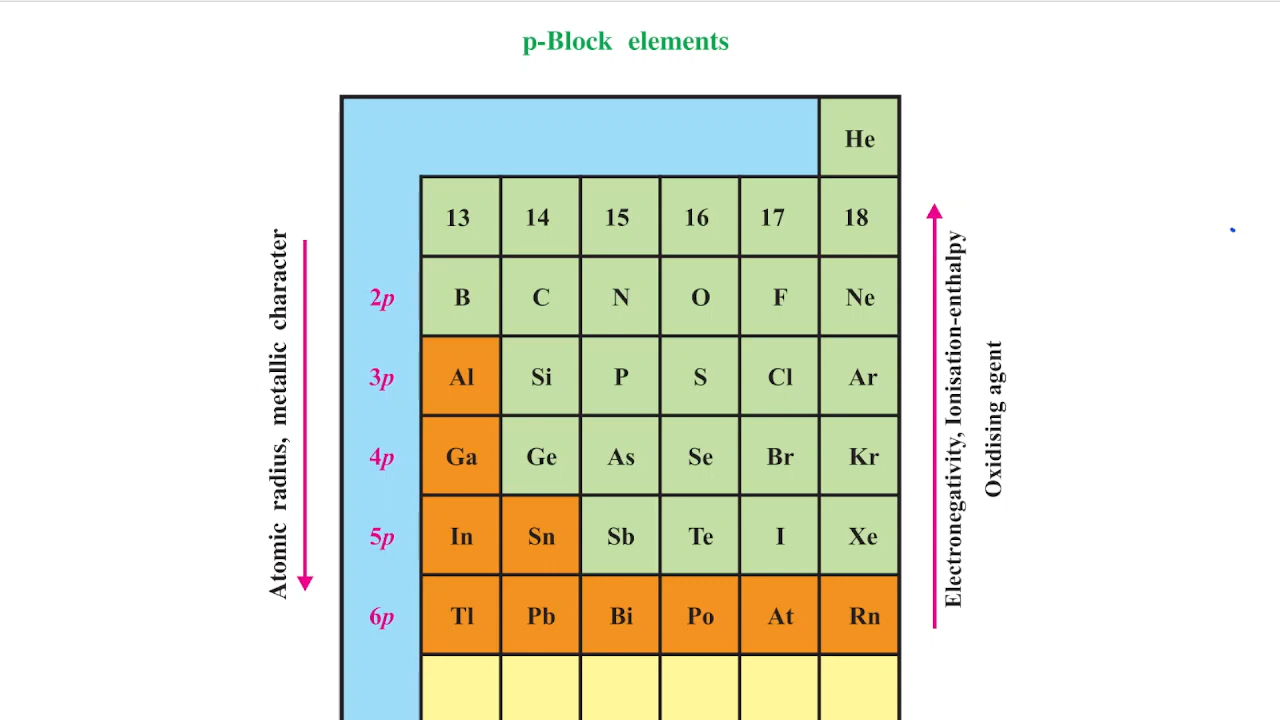 p-Block elements
He
13 14 15 16 17 18
2p B C N O F Ne
3p Al Si P S Cl Ar
4p Ga Ge As Se Br Kr
5p In Sn Sb Te I Xe
6p Tl Pb Bi Po At Rn
Atomic radius, metallic character
Electronegativity, Ionisation-enthalpy
Oxidising agent